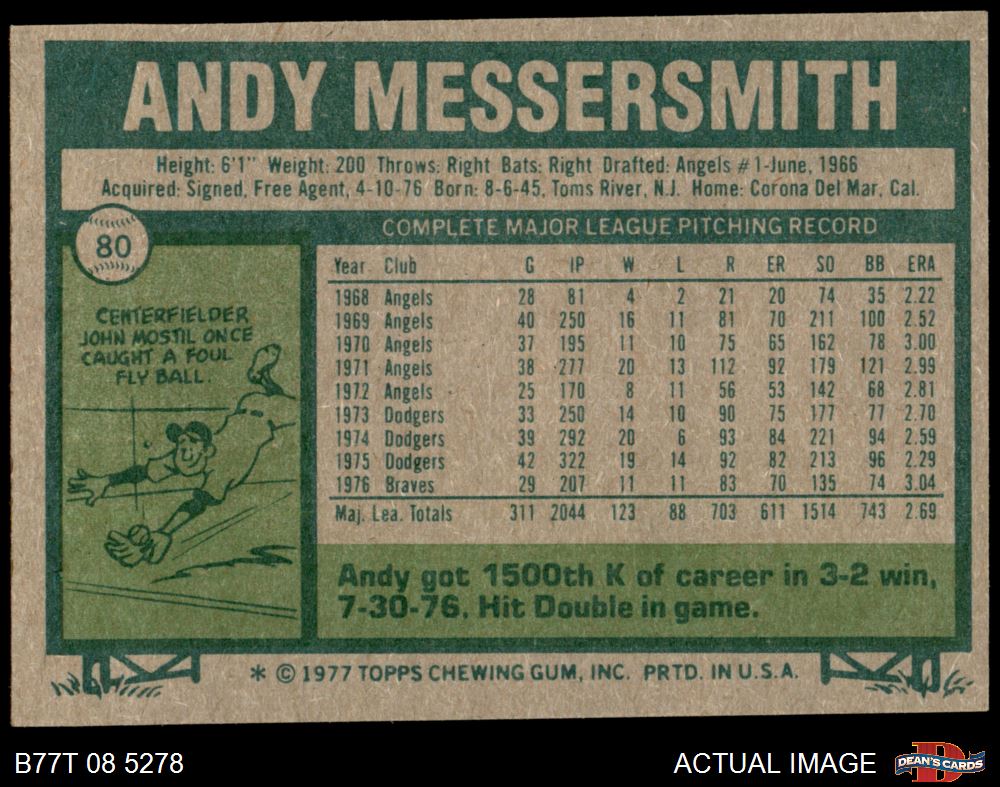 ANDY MESSERSMITH
Height: 6'1" Weight: 200 Throws: Right Bats: Right Drafted: Angels #1-June, 1966
Acquired: Signed, Free Agent, 4-10-76 Born: 8-6-45, Toms River, N.J. Home: Corona Del Mar, Cal.
80
CENTERFIELDER
JOHN MOSTIL ONCE
CAUGHT A FOUL
FLY BALL.
COMPLETE MAJOR LEAGUE PITCHING RECORD
Year Club G IP W L R ER SO BB ERA
1968 Angels 28 81 4 2 21 20 74 35 2.22
1969 Angels 40 250 16 11 81 70 211 100 2.52
1970 Angels 37 195 11 10 75 65 162 78 3.00
1971 Angels 38 277 20 13 112 92 179 121 2.99
1972 Angels 25 170 8 11 56 53 142 68 2.81
1973 Dodgers 33 250 14 10 90 75 177 77 2.70
1974 Dodgers 39 292 20 6 93 84 221 94 2.59
1975 Dodgers 42 322 19 14 92 82 213 96 2.29
1976 Braves 29 207 11 11 83 70 135 74 3.04
Maj. Lea. Totals 311 2044 123 88 703 611 1514 743 2.69
Andy got 1500th K of career in 3-2 win,
7-30-76. Hit Double in game.
* © 1977 TOPPS CHEWING GUM, INC. PRTD. IN U.S.A.
B77T 08 5278
ACTUAL IMAGE
DEAN'S CARDS